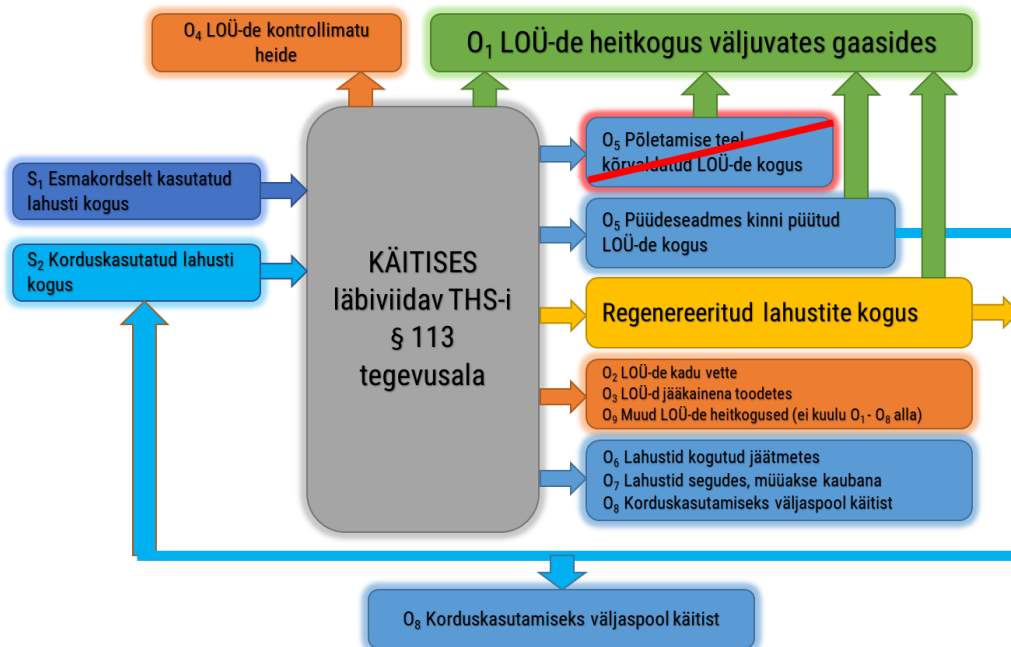 O₄ LOÜ-de kontrollimatu
heide
O₁ LOÜ-de heitkogus väljuvates gaasides
S₁ Esmakordselt kasutatud
lahusti kogus
S₂ Korduskasutatud lahusti
kogus
KÄITISES
läbiviidav THS-i
§ 113
tegevusala
O₅ Põletamise teel
kõrvaldatud LOÜ-de kogus
O₅ Püüdeseadmes kinni püütud
LOÜ-de kogus
Regenereeritud lahustite kogus
O₂ LOÜ-de kadu vette
O₃ LOÜ-d jääkainena toodetes
O₉ Muud LOÜ-de heitkogused (ei kuulu O₁ - O₈ alla)
O₆ Lahustid kogutud jäätmetes
O₇ Lahustid segudes, müüakse kaubana
O₈ Korduskasutamiseks väljaspool käitist
O₈ Korduskasutamiseks väljaspool käitist